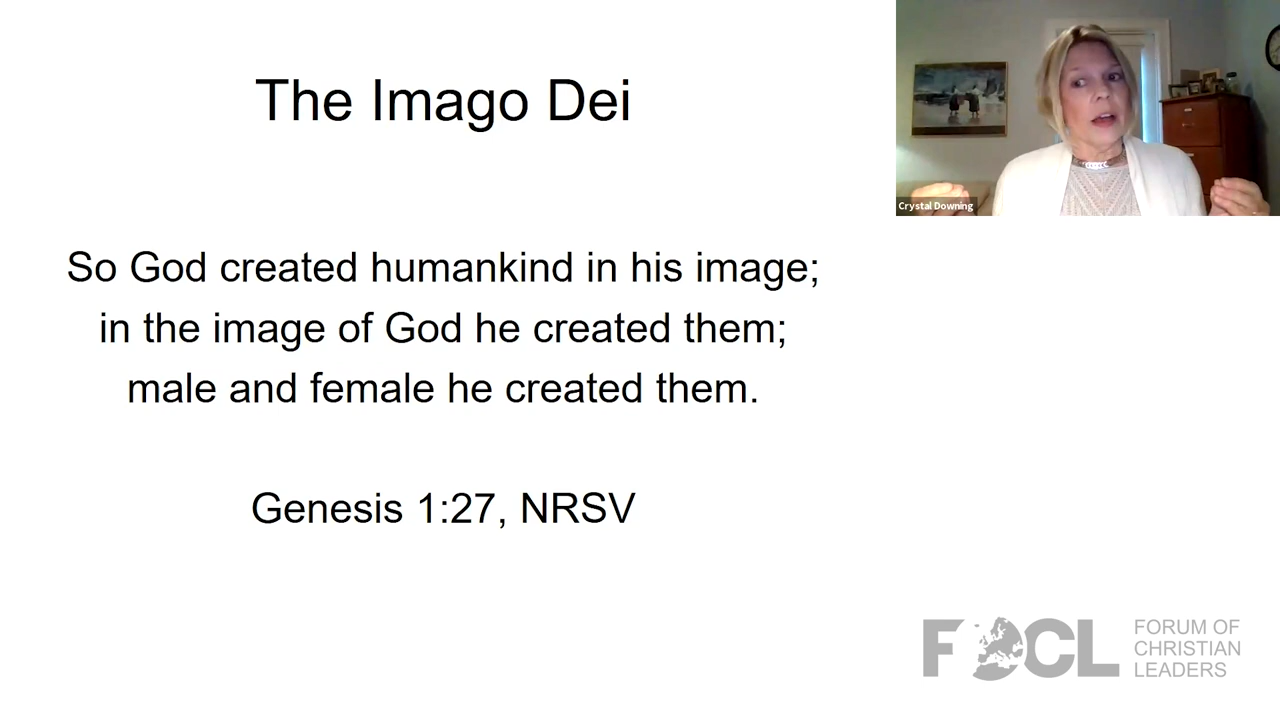 The Imago Dei
So God created humankind in his image;
in the image of God he created them;
male and female he created them.
Genesis 1:27, NRSV
Crystal Downing
FOCL
FORUM OF
CHRISTIAN
LEADERS